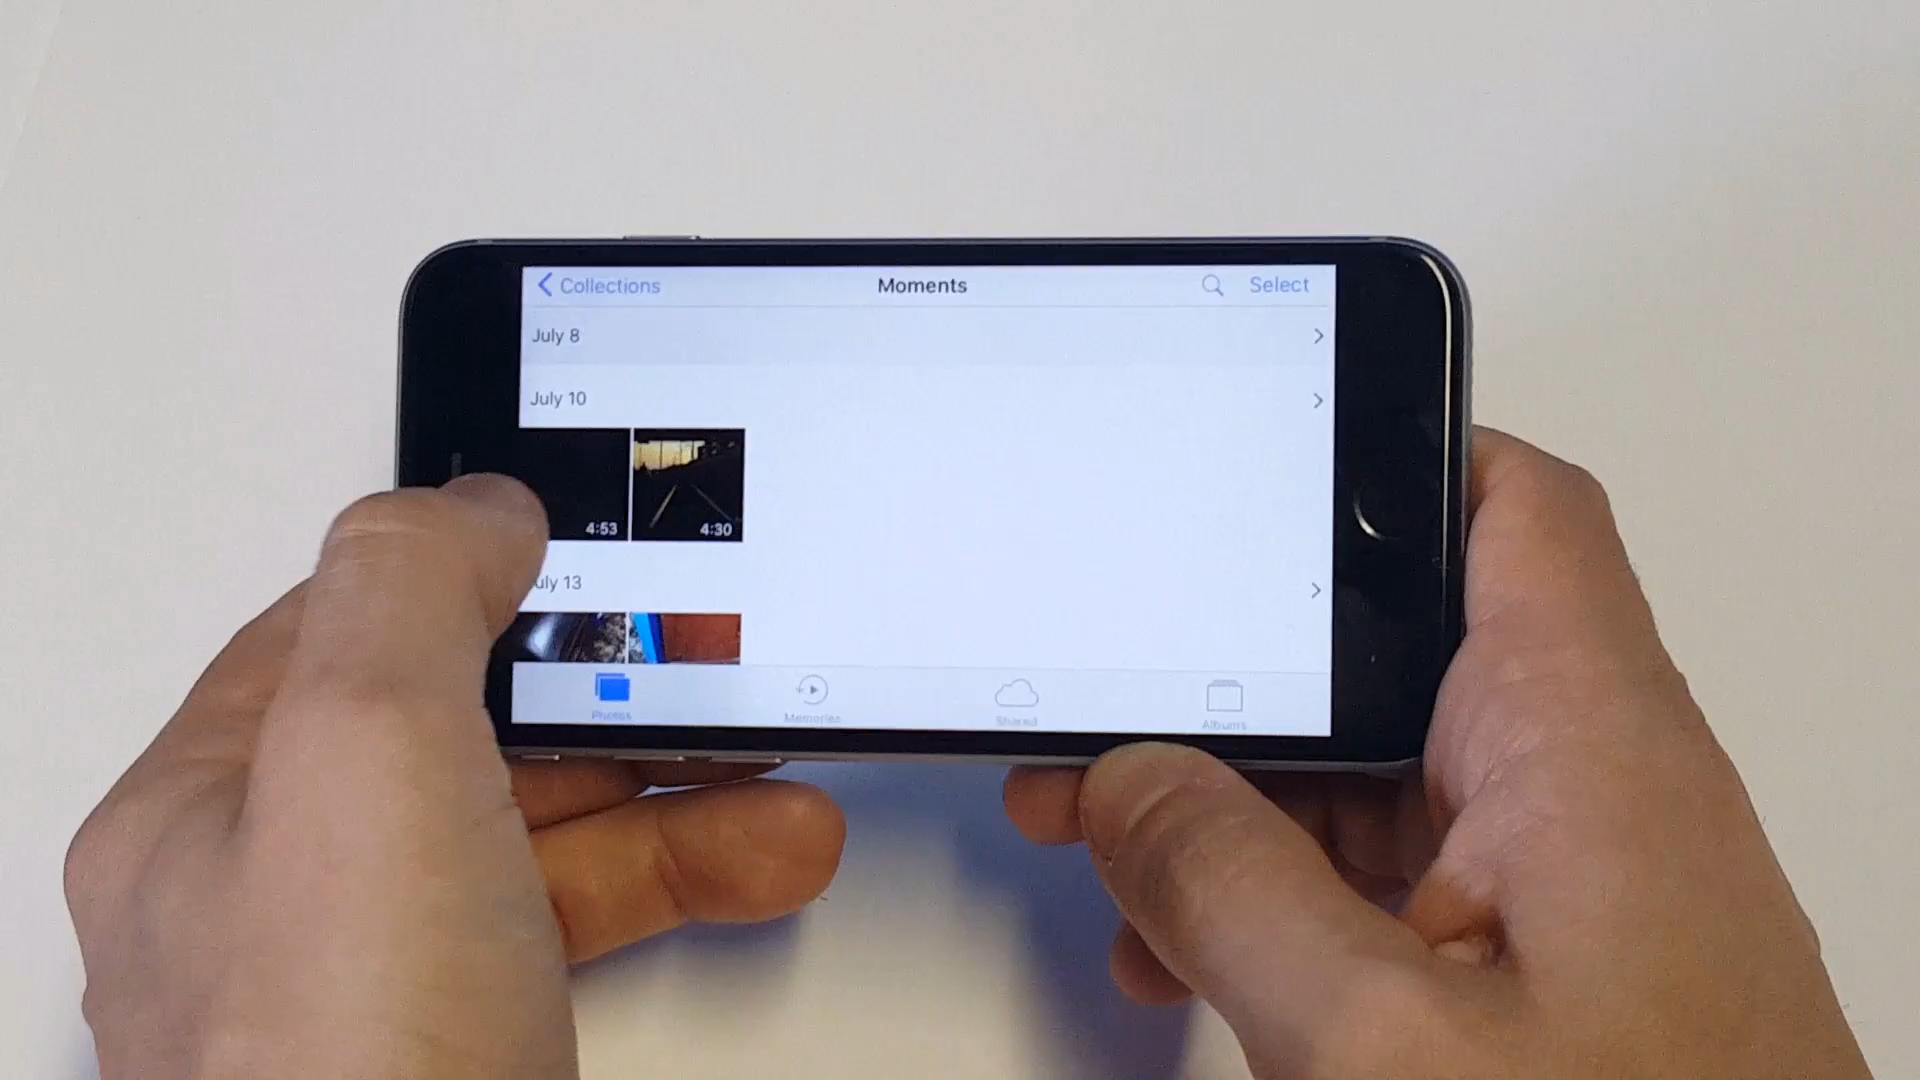 Collections Moments Select
July 8
July 10
4:53 4:30
uly 13
Photos Memories Shared Albums